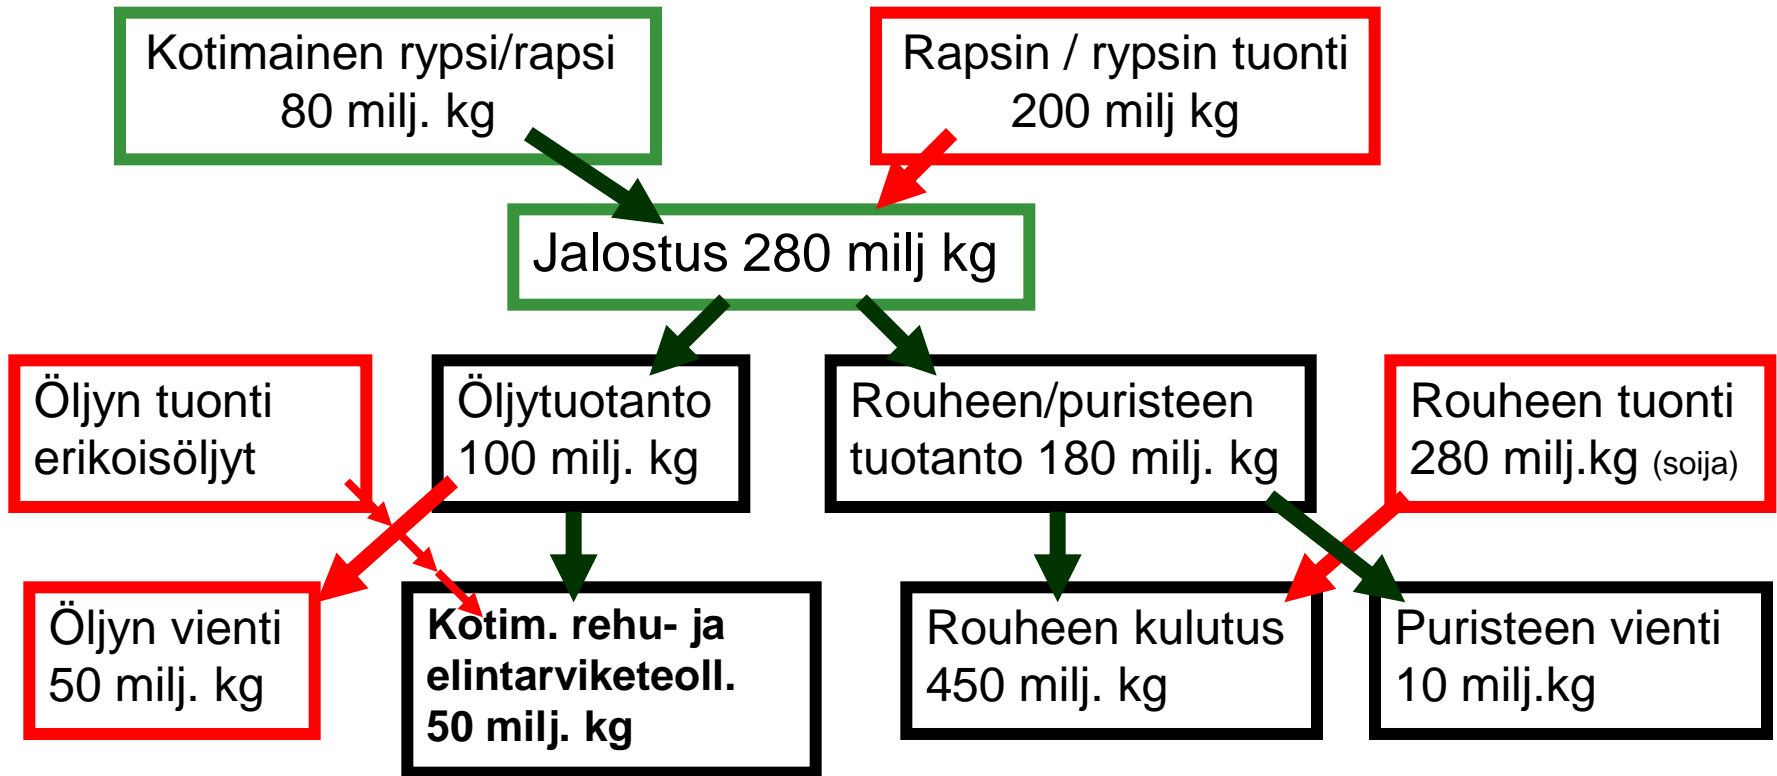 Kotimainen rypsi/rapsi
80 milj. kg
Rapsin / rypsin tuonti
200 milj kg
Jalostus 280 milj kg
Öljyn tuonti
erikoisöljyt
Öljytuotanto
100 milj. kg
Rouheen/puristeen
tuotanto 180 milj. kg
Rouheen tuonti
280 milj.kg (soija)
Öljyn vienti
50 milj. kg
Kotim. rehu- ja
elintarviketeoll.
50 milj. kg
Rouheen kulutus
450 milj. kg
Puristeen vienti
10 milj.kg